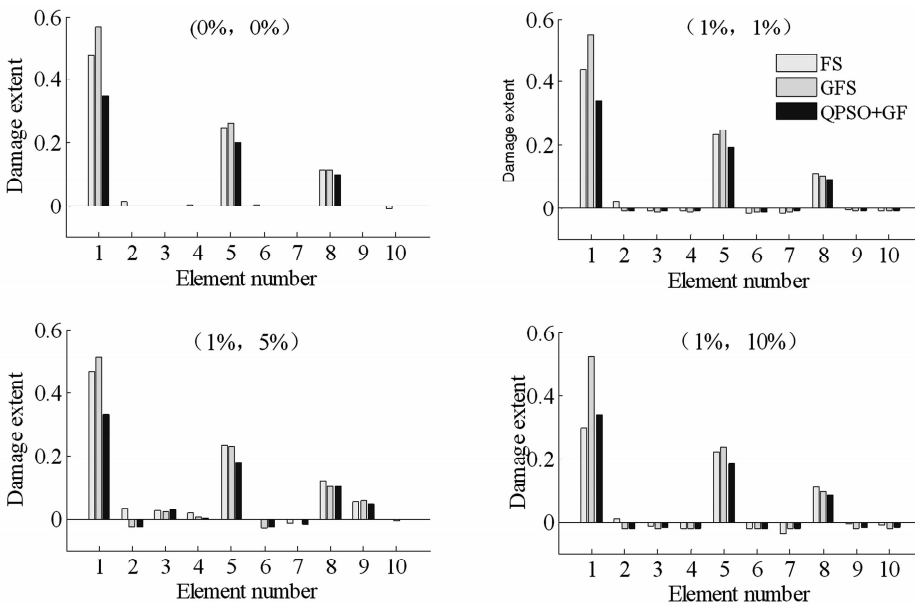 (0%, 0%)
Damage extent
0.6
0.4
0.2
0
1 2 3 4 5 6 7 8 9 10
Element number
(1%, 1%)
Damage extent
0.6
0.4
0.2
0
FS
GFS
QPSO+GF
1 2 3 4 5 6 7 8 9 10
Element number
(1%, 5%)
Damage extent
0.6
0.4
0.2
0
1 2 3 4 5 6 7 8 9 10
Element number
(1%, 10%)
Damage extent
0.6
0.4
0.2
0
1 2 3 4 5 6 7 8 9 10
Element number